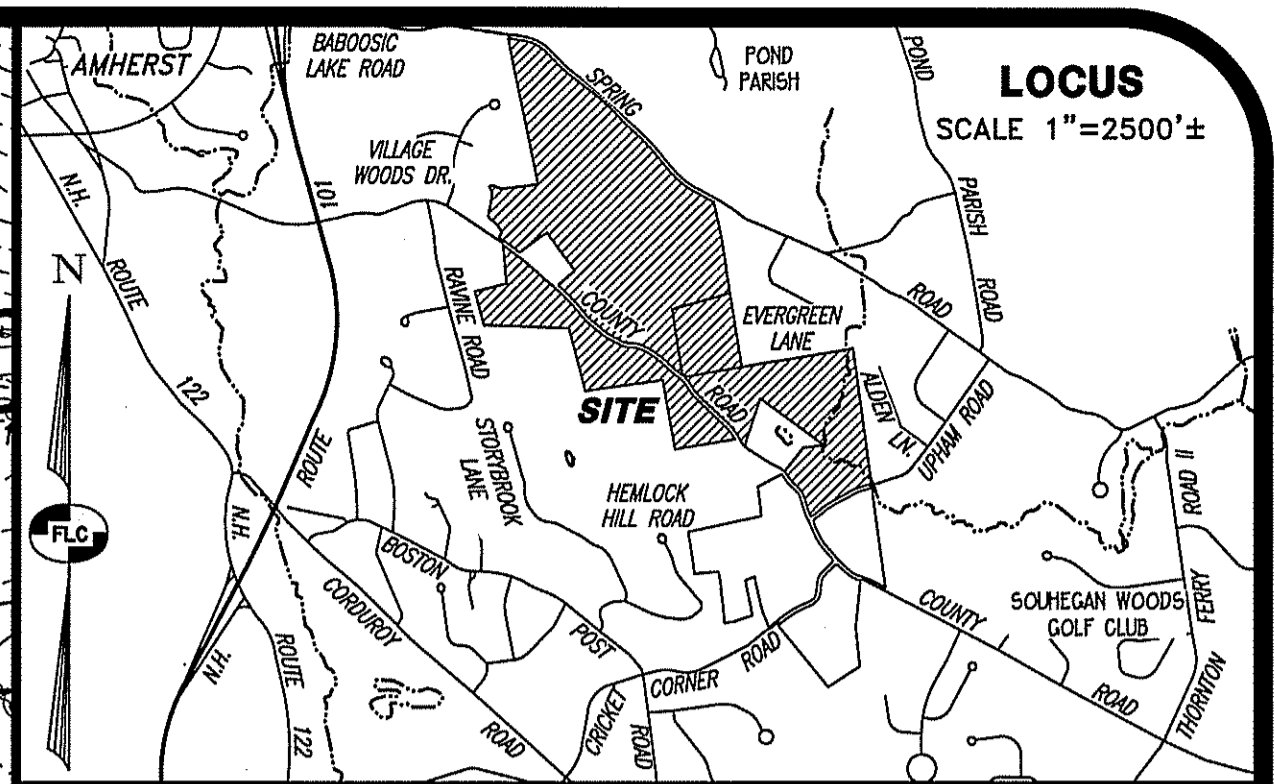 AMHERST
BABOOSIC
LAKE ROAD
SPRING
POND
PARISH
POND
LOCUS
SCALE 1"=2500'±
N.H.
101
VILLAGE
WOODS DR.
PARISH
N
ROUTE
RAVINE ROAD
COUNTY
EVERGREEN
LANE
ROAD
ROAD
122
SITE
ROAD
ALDEN LN.
UPHAM ROAD
STORYBROOK
LANE
ROUTE
HEMLOCK
HILL ROAD
ROAD II
FLC
N.H.
BOSTON
CORDUROY
POST
COUNTY
SOUHEGAN WOODS
GOLF CLUB
FERRY
N.H.
ROUTE
ROAD
CORNER
CRICKET
ROAD
ROAD
THORNTON
122
ROAD